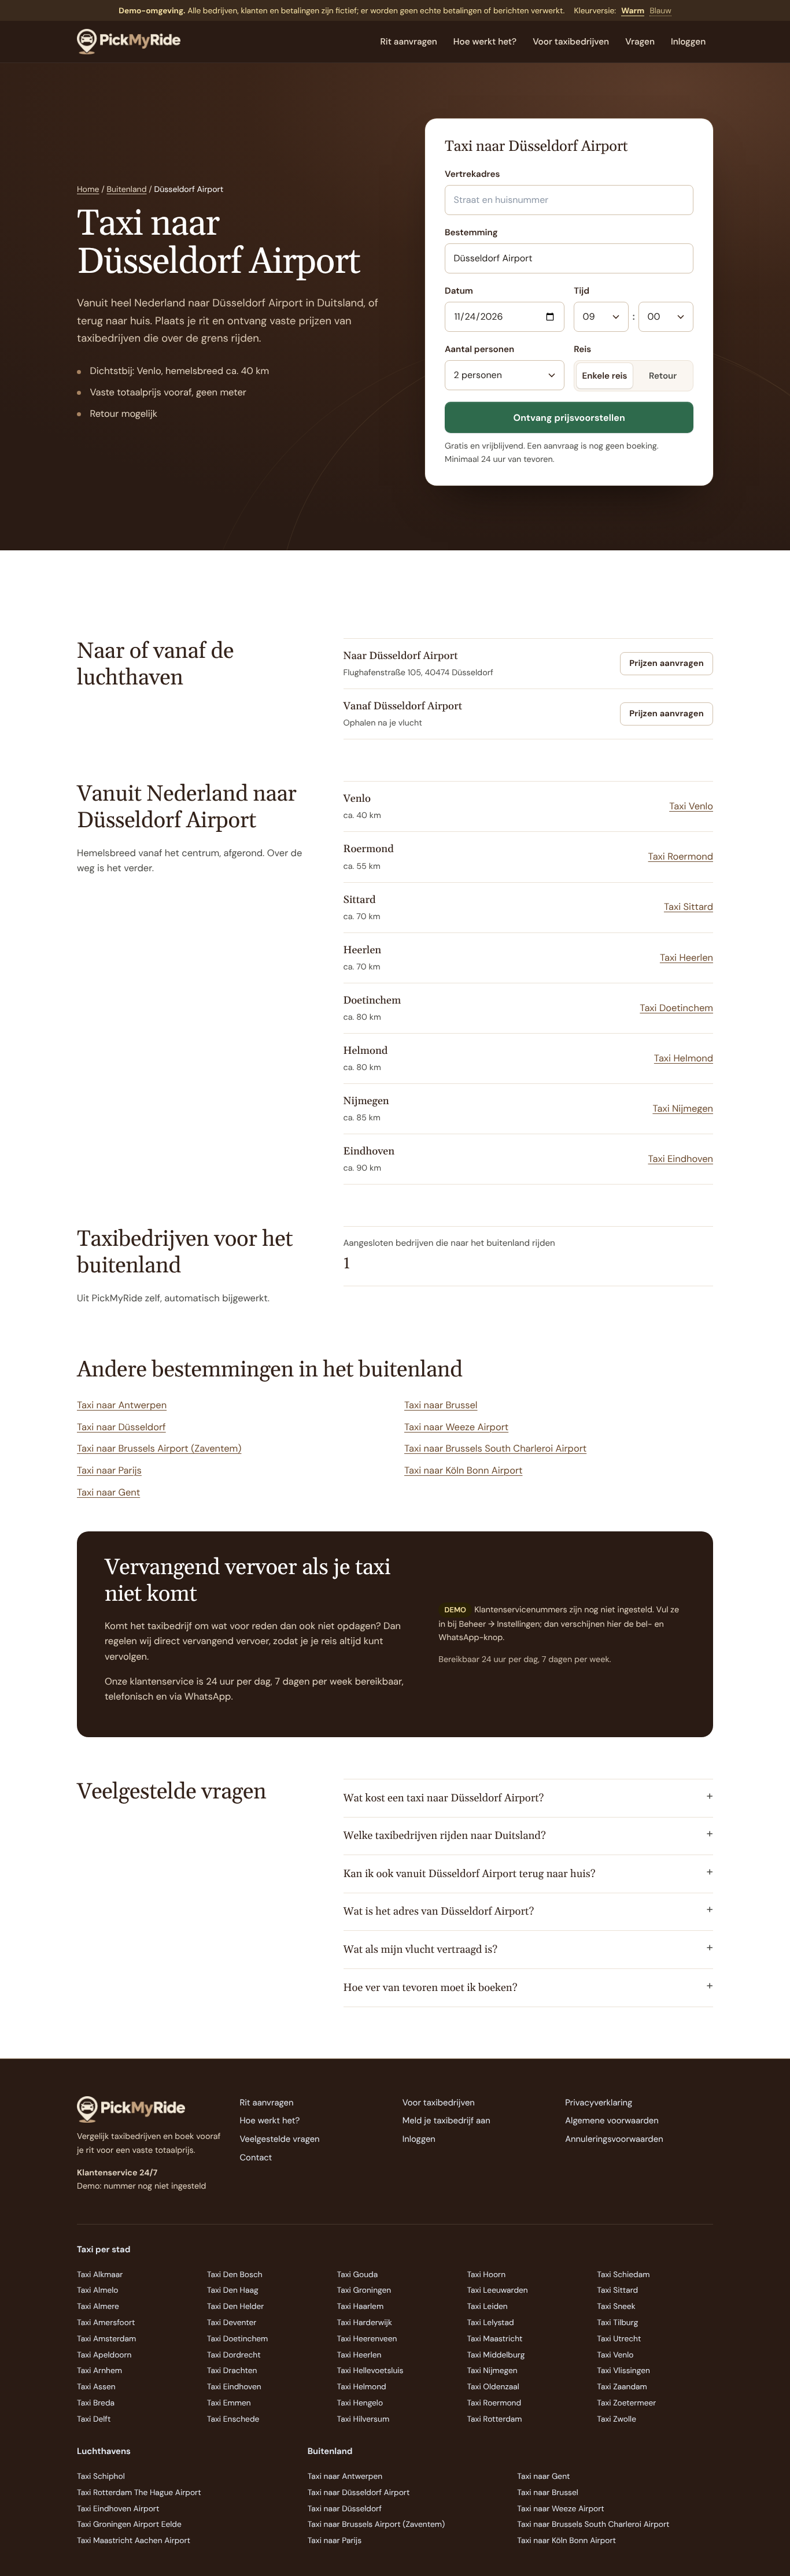 Demo-omgeving. Alle bedrijven, klanten en betalingen zijn fictief; er worden geen echte betalingen of berichten verwerkt. Kleurversie: Warm Blauw
PickMyRide
Rit aanvragen Hoe werkt het? Voor taxibedrijven Vragen Inloggen
Home / Buitenland / Düsseldorf Airport
Taxi naar
Düsseldorf Airport
Vanuit heel Nederland naar Düsseldorf Airport in Duitsland, of
terug naar huis. Plaats je rit en ontvang vaste prijzen van
taxibedrijven die over de grens rijden.
Dichtstbij: Venlo, hemelsbreed ca. 40 km
Vaste totaalprijs vooraf, geen meter
Retour mogelijk
Taxi naar Düsseldorf Airport
Vertrekadres
Straat en huisnummer
Bestemming
Düsseldorf Airport
Datum Tijd
11/24/2026 09 : 00
Aantal personen Reis
2 personen Enkele reis Retour
Ontvang prijsvoorstellen
Gratis en vrijblijvend. Een aanvraag is nog geen boeking.
Minimaal 24 uur van tevoren.
Naar of vanaf de
luchthaven
Naar Düsseldorf Airport
Flughafenstraße 105, 40474 Düsseldorf
Prijzen aanvragen
Vanaf Düsseldorf Airport
Ophalen na je vlucht
Prijzen aanvragen
Vanuit Nederland naar
Düsseldorf Airport
Hemelsbreed vanaf het centrum, afgerond. Over de
weg is het verder.
Venlo
ca. 40 km
Taxi Venlo
Roermond
ca. 55 km
Taxi Roermond
Sittard
ca. 70 km
Taxi Sittard
Heerlen
ca. 70 km
Taxi Heerlen
Doetinchem
ca. 80 km
Taxi Doetinchem
Helmond
ca. 80 km
Taxi Helmond
Nijmegen
ca. 85 km
Taxi Nijmegen
Eindhoven
ca. 90 km
Taxi Eindhoven
Taxibedrijven voor het
buitenland
Uit PickMyRide zelf, automatisch bijgewerkt.
Aangesloten bedrijven die naar het buitenland rijden
1
Andere bestemmingen in het buitenland
Taxi naar Antwerpen Taxi naar Brussel
Taxi naar Düsseldorf Taxi naar Weeze Airport
Taxi naar Brussels Airport (Zaventem) Taxi naar Brussels South Charleroi Airport
Taxi naar Parijs Taxi naar Köln Bonn Airport
Taxi naar Gent
Vervangend vervoer als je taxi
niet komt
Komt het taxibedrijf om wat voor reden dan ook niet opdagen? Dan
regelen wij direct vervangend vervoer, zodat je je reis altijd kunt
vervolgen.
Onze klantenservice is 24 uur per dag, 7 dagen per week bereikbaar,
telefonisch en via WhatsApp.
DEMO Klantenservicenummers zijn nog niet ingesteld. Vul ze
in bij Beheer → Instellingen; dan verschijnen hier de bel- en
WhatsApp-knop.
Bereikbaar 24 uur per dag, 7 dagen per week.
Veelgestelde vragen
Wat kost een taxi naar Düsseldorf Airport? +
Welke taxibedrijven rijden naar Duitsland? +
Kan ik ook vanuit Düsseldorf Airport terug naar huis? +
Wat is het adres van Düsseldorf Airport? +
Wat als mijn vlucht vertraagd is? +
Hoe ver van tevoren moet ik boeken? +
PickMyRide
Vergelijk taxibedrijven en boek vooraf
je rit voor een vaste totaalprijs.
Klantenservice 24/7
Demo: nummer nog niet ingesteld
Rit aanvragen
Hoe werkt het?
Veelgestelde vragen
Contact
Voor taxibedrijven
Meld je taxibedrijf aan
Inloggen
Privacyverklaring
Algemene voorwaarden
Annuleringsvoorwaarden
Taxi per stad
Taxi Alkmaar Taxi Den Bosch Taxi Gouda Taxi Hoorn Taxi Schiedam
Taxi Almelo Taxi Den Haag Taxi Groningen Taxi Leeuwarden Taxi Sittard
Taxi Almere Taxi Den Helder Taxi Haarlem Taxi Leiden Taxi Sneek
Taxi Amersfoort Taxi Deventer Taxi Harderwijk Taxi Lelystad Taxi Tilburg
Taxi Amsterdam Taxi Doetinchem Taxi Heerenveen Taxi Maastricht Taxi Utrecht
Taxi Apeldoorn Taxi Dordrecht Taxi Heerlen Taxi Middelburg Taxi Venlo
Taxi Arnhem Taxi Drachten Taxi Hellevoetsluis Taxi Nijmegen Taxi Vlissingen
Taxi Assen Taxi Eindhoven Taxi Helmond Taxi Oldenzaal Taxi Zaandam
Taxi Breda Taxi Emmen Taxi Hengelo Taxi Roermond Taxi Zoetermeer
Taxi Delft Taxi Enschede Taxi Hilversum Taxi Rotterdam Taxi Zwolle
Luchthavens
Taxi Schiphol
Taxi Rotterdam The Hague Airport
Taxi Eindhoven Airport
Taxi Groningen Airport Eelde
Taxi Maastricht Aachen Airport
Buitenland
Taxi naar Antwerpen Taxi naar Gent
Taxi naar Düsseldorf Airport Taxi naar Brussel
Taxi naar Düsseldorf Taxi naar Weeze Airport
Taxi naar Brussels Airport (Zaventem) Taxi naar Brussels South Charleroi Airport
Taxi naar Parijs Taxi naar Köln Bonn Airport